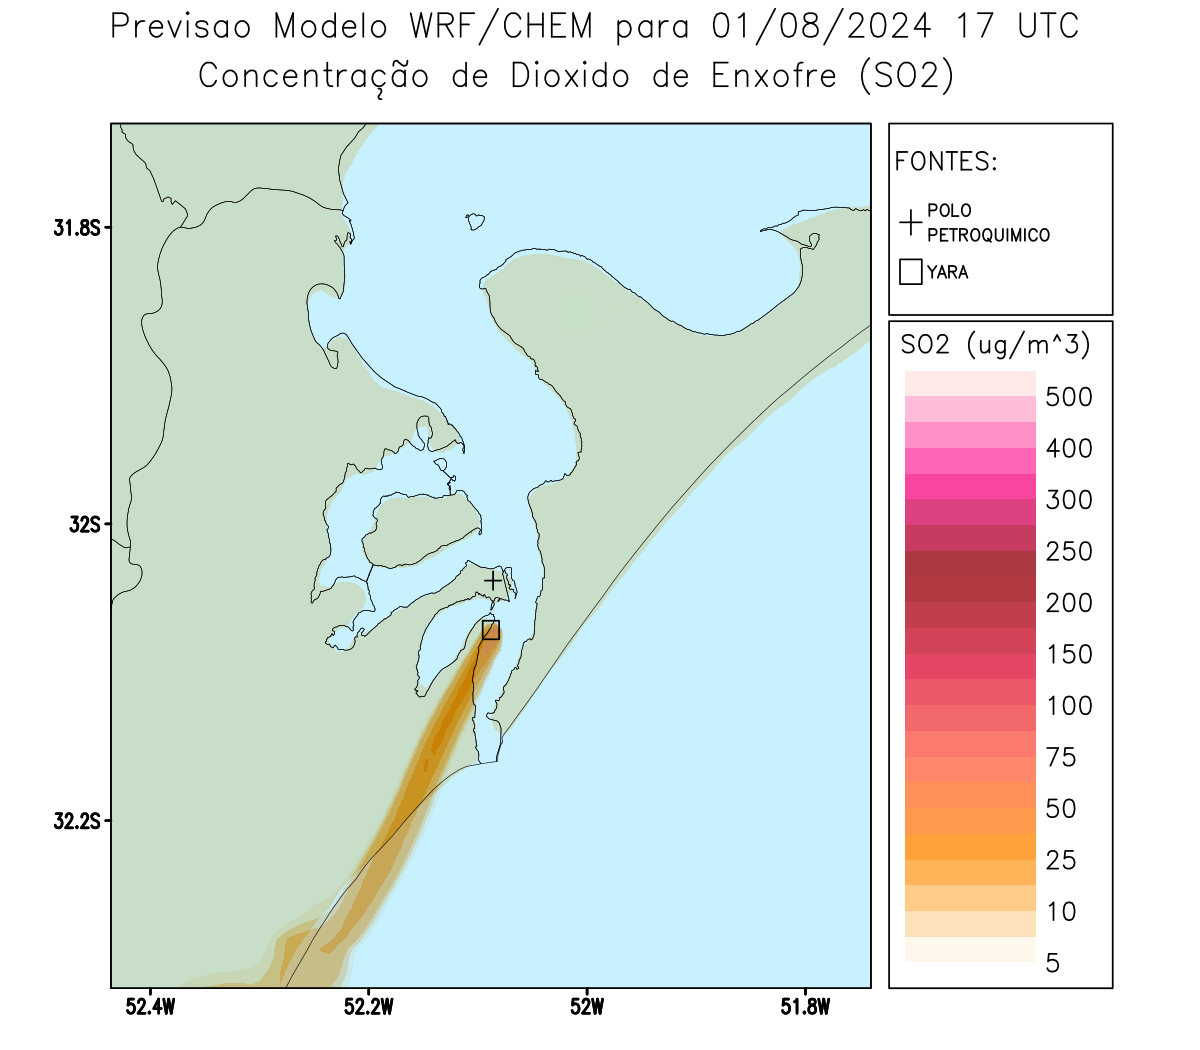 Previsao Modelo WRF/CHEM para 01/08/2024 17 UTC
Concentração de Dioxido de Enxofre (SO2)
FONTES:
POLO
PETROQUIMICO
YARA
SO2 (ug/m^3)
500
400
300
250
200
150
100
75
50
25
10
5
31.8S
32S
32.2S
52.4W
52.2W
52W
51.8W